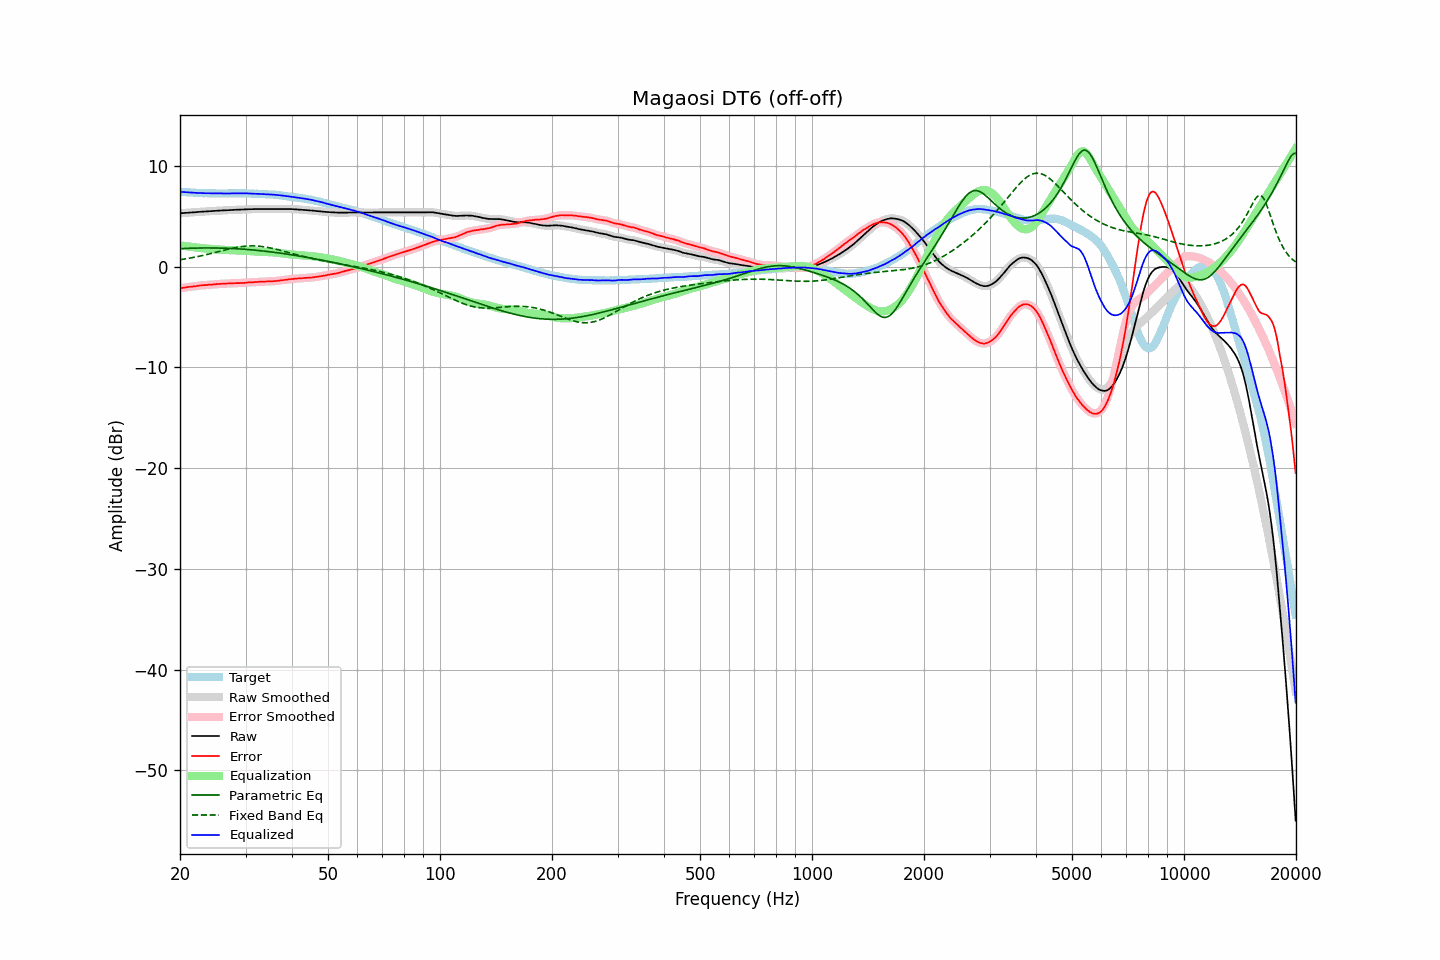 Magaosi DT6 (off-off)
10
0
−10
−20
−30
−40
−50
Amplitude (dBr)
Target
Raw Smoothed
Error Smoothed
Raw
Error
Equalization
Parametric Eq
Fixed Band Eq
Equalized
20 50 100 200 500 1000 2000 5000 10000 20000
Frequency (Hz)